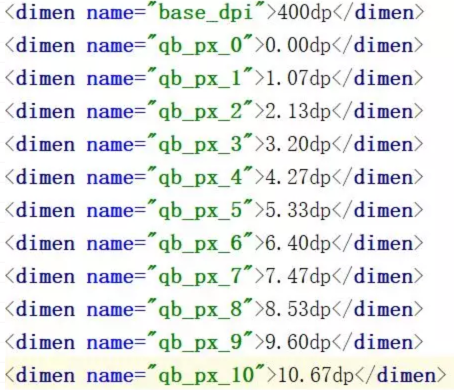 <dimen name="base_dpi">400dp</dimen>
<dimen name="qb_px_0">0.00dp</dimen>
<dimen name="qb_px_1">1.07dp</dimen>
<dimen name="qb_px_2">2.13dp</dimen>
<dimen name="qb_px_3">3.20dp</dimen>
<dimen name="qb_px_4">4.27dp</dimen>
<dimen name="qb_px_5">5.33dp</dimen>
<dimen name="qb_px_6">6.40dp</dimen>
<dimen name="qb_px_7">7.47dp</dimen>
<dimen name="qb_px_8">8.53dp</dimen>
<dimen name="qb_px_9">9.60dp</dimen>
<dimen name="qb_px_10">10.67dp</dimen>